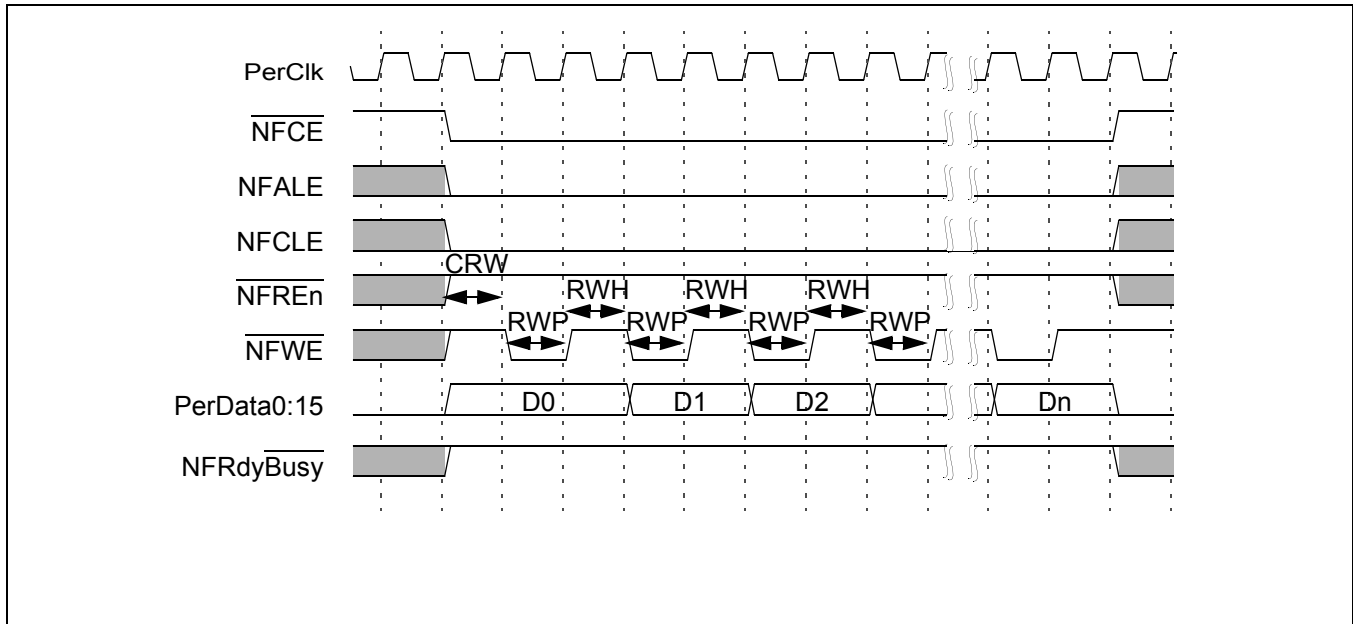 PerClk
NFCE
NFALE
NFCLE
CRW
NFREn
RWH RWH RWH
RWP RWP RWP RWP
NFWE
PerData0:15
D0 D1 D2 Dn
NFRdyBusy